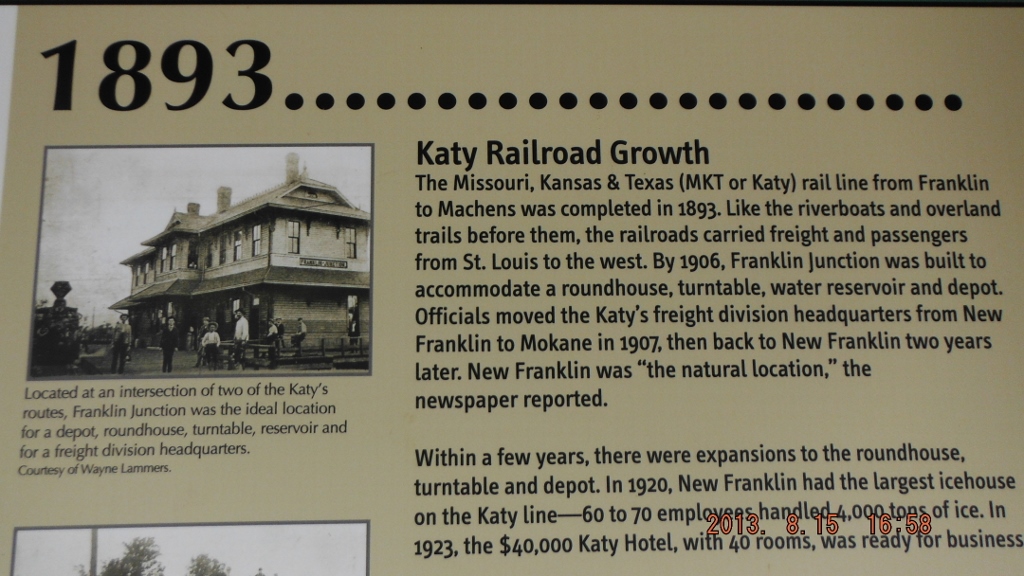 1893
FRANKLIN JUNCTION
Located at an intersection of two of the Katy's
routes, Franklin Junction was the ideal location
for a depot, roundhouse, turntable, reservoir and
for a freight division headquarters.
Courtesy of Wayne Lammers.
Katy Railroad Growth
The Missouri, Kansas & Texas (MKT or Katy) rail line from Franklin
to Machens was completed in 1893. Like the riverboats and overland
trails before them, the railroads carried freight and passengers
from St. Louis to the west. By 1906, Franklin Junction was built to
accommodate a roundhouse, turntable, water reservoir and depot.
Officials moved the Katy's freight division headquarters from New
Franklin to Mokane in 1907, then back to New Franklin two years
later. New Franklin was “the natural location,” the
newspaper reported.
Within a few years, there were expansions to the roundhouse,
turntable and depot. In 1920, New Franklin had the largest icehouse
on the Katy line—60 to 70 employees handled 4,000 tons of ice. In
1923, the $40,000 Katy Hotel, with 40 rooms, was ready for business
2013. 8.15 16:58